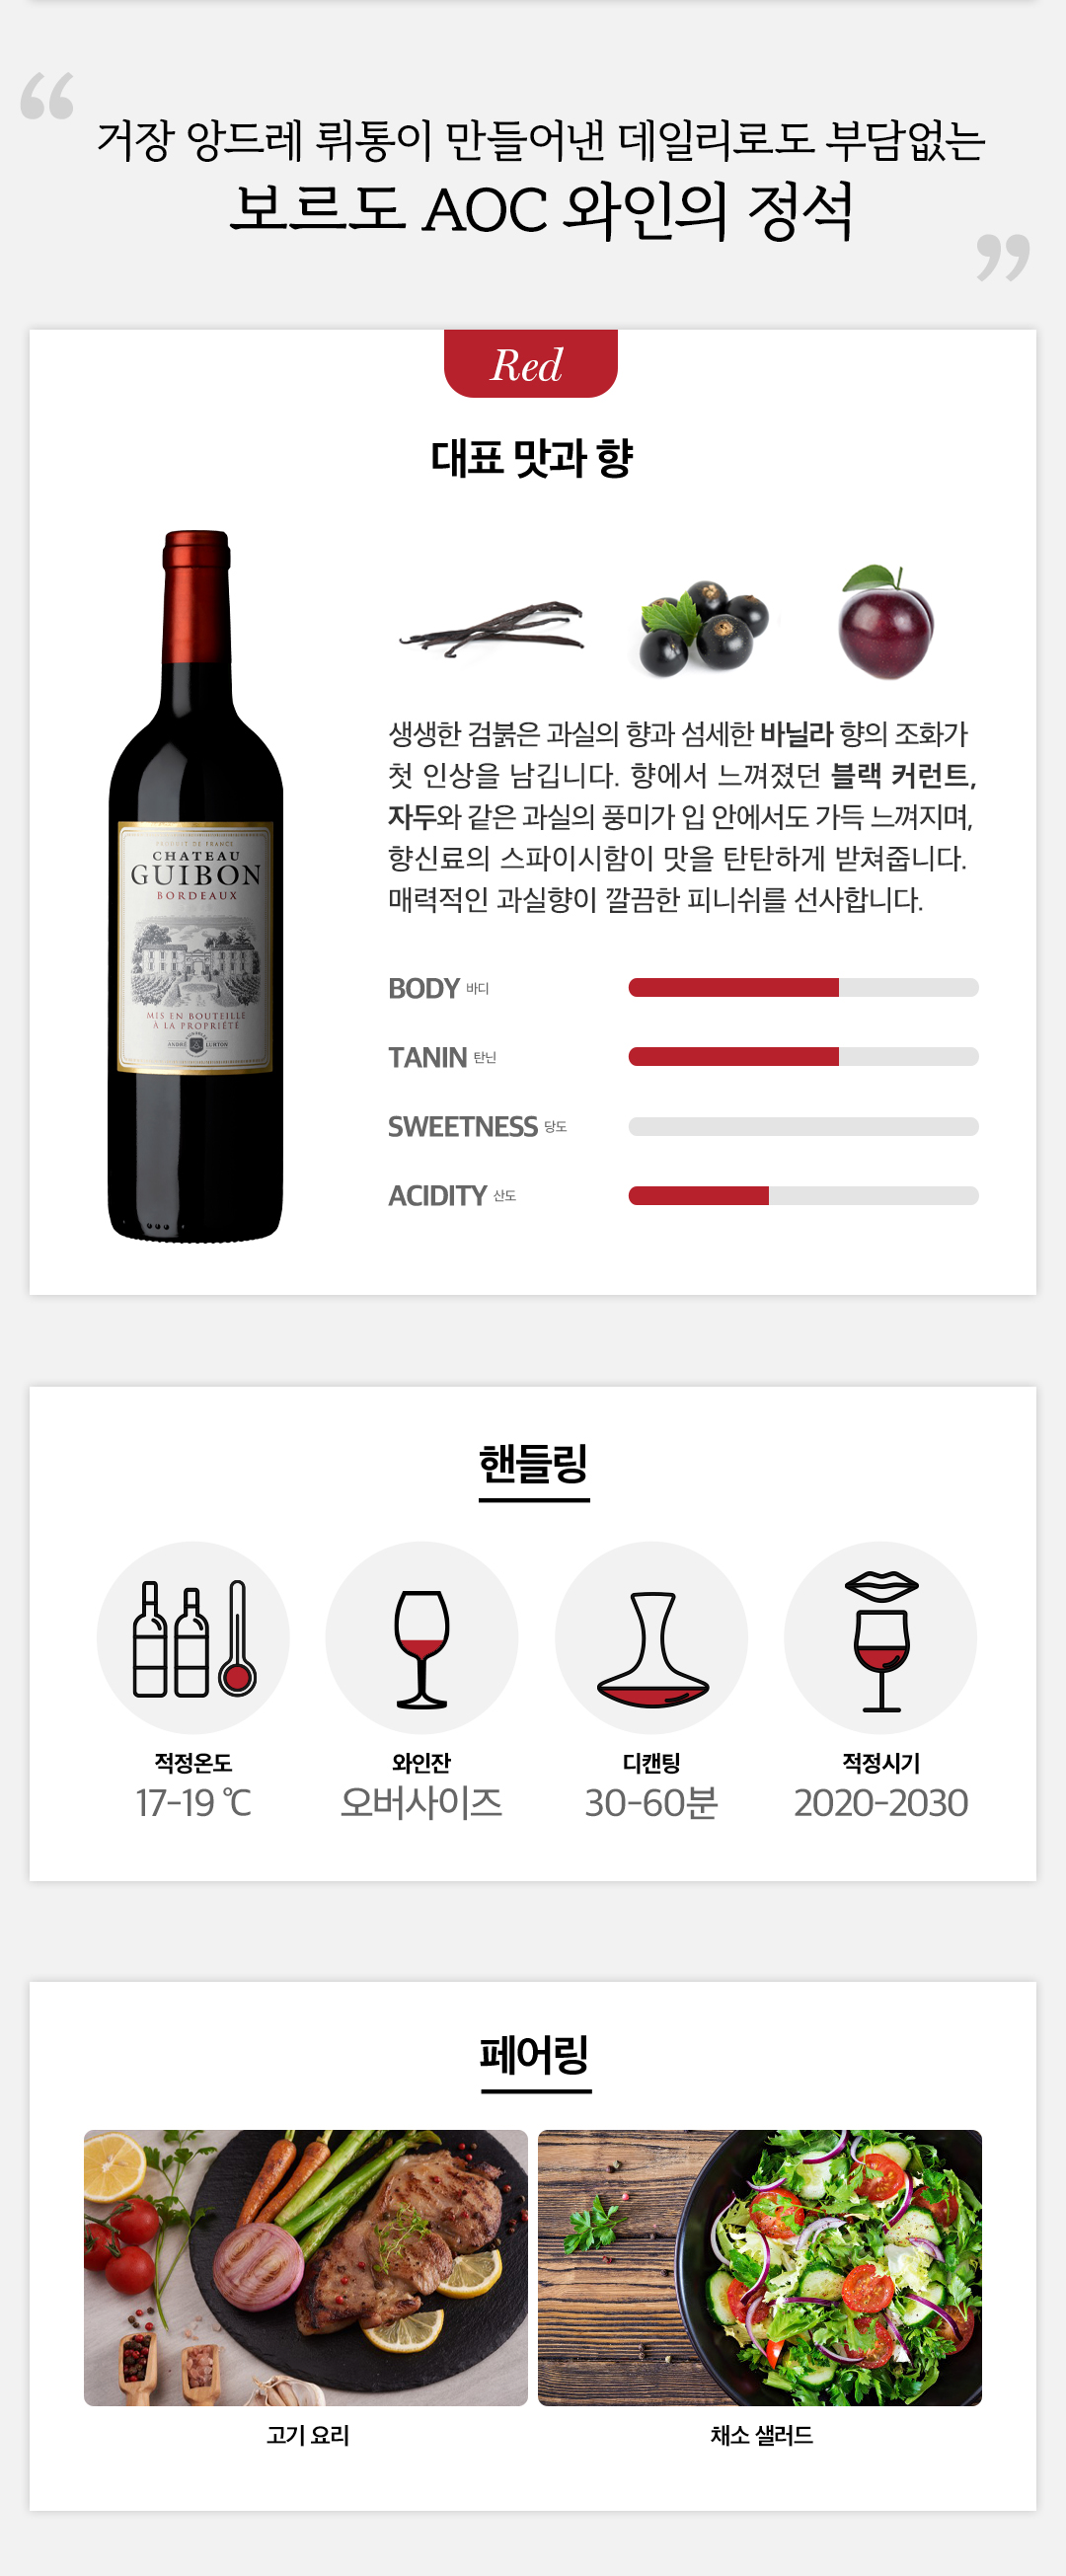 “
거장 앙드레 뤼통이 만들어낸 데일리로도 부담없는
보르도 AOC 와인의 정석
”
Red
대표 맛과 향
PRODUIT DE FRANCE
CHATEAU
GUIBON
BORDEAUX
MIS EN BOUTEILLE
À LA PROPRIÉTÉ
ANDRÉ LURTON
생생한 검붉은 과실의 향과 섬세한 바닐라 향의 조화가
첫 인상을 남깁니다. 향에서 느껴졌던 블랙 커런트,
자두와 같은 과실의 풍미가 입 안에서도 가득 느껴지며,
향신료의 스파이시함이 맛을 탄탄하게 받쳐줍니다.
매력적인 과실향이 깔끔한 피니쉬를 선사합니다.
BODY 바디
TANIN 탄닌
SWEETNESS 당도
ACIDITY 산도
핸들링
적정온도
17-19 ℃
와인잔
오버사이즈
디캔팅
30-60분
적정시기
2020-2030
페어링
고기 요리
채소 샐러드